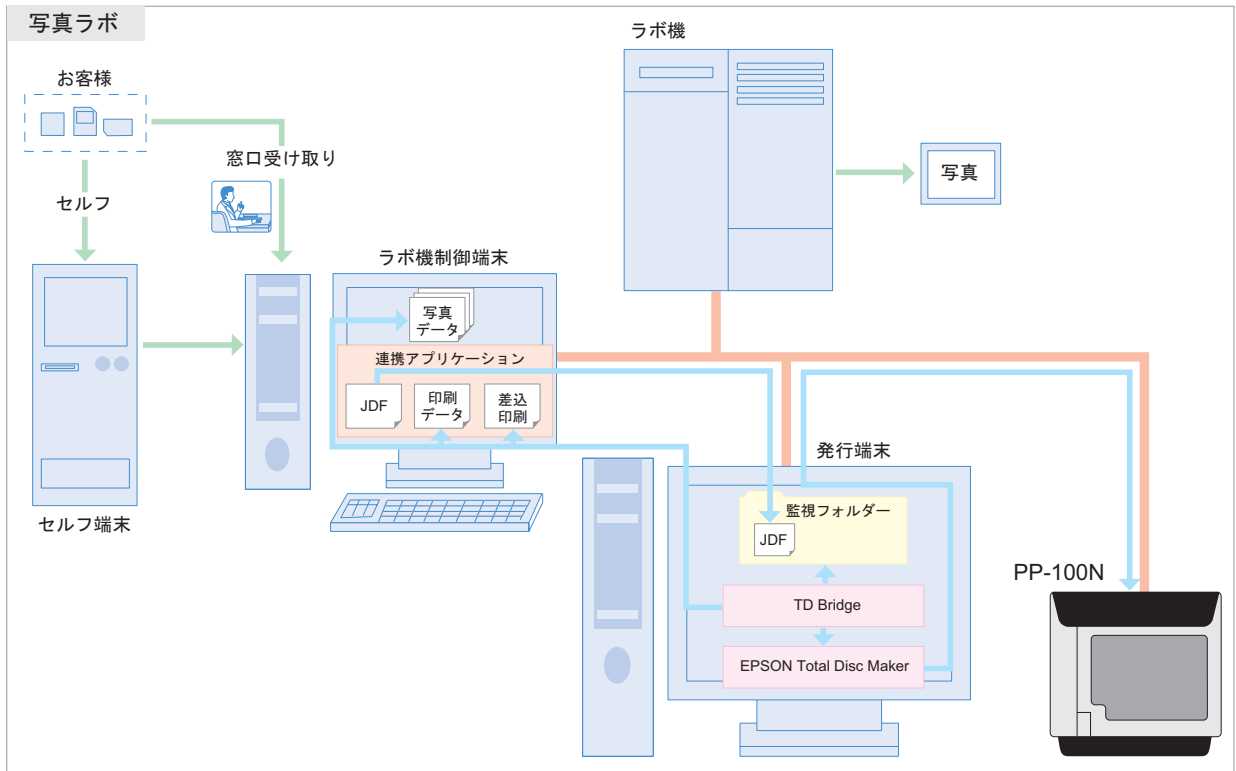 写真ラボ
お客様
窓口受け取り
セルフ
セルフ端末
ラボ機
写真
ラボ機制御端末
写真
データ
連携アプリケーション
JDF
印刷
データ
差込
印刷
発行端末
監視フォルダー
JDF
TD Bridge
EPSON Total Disc Maker
PP-100N